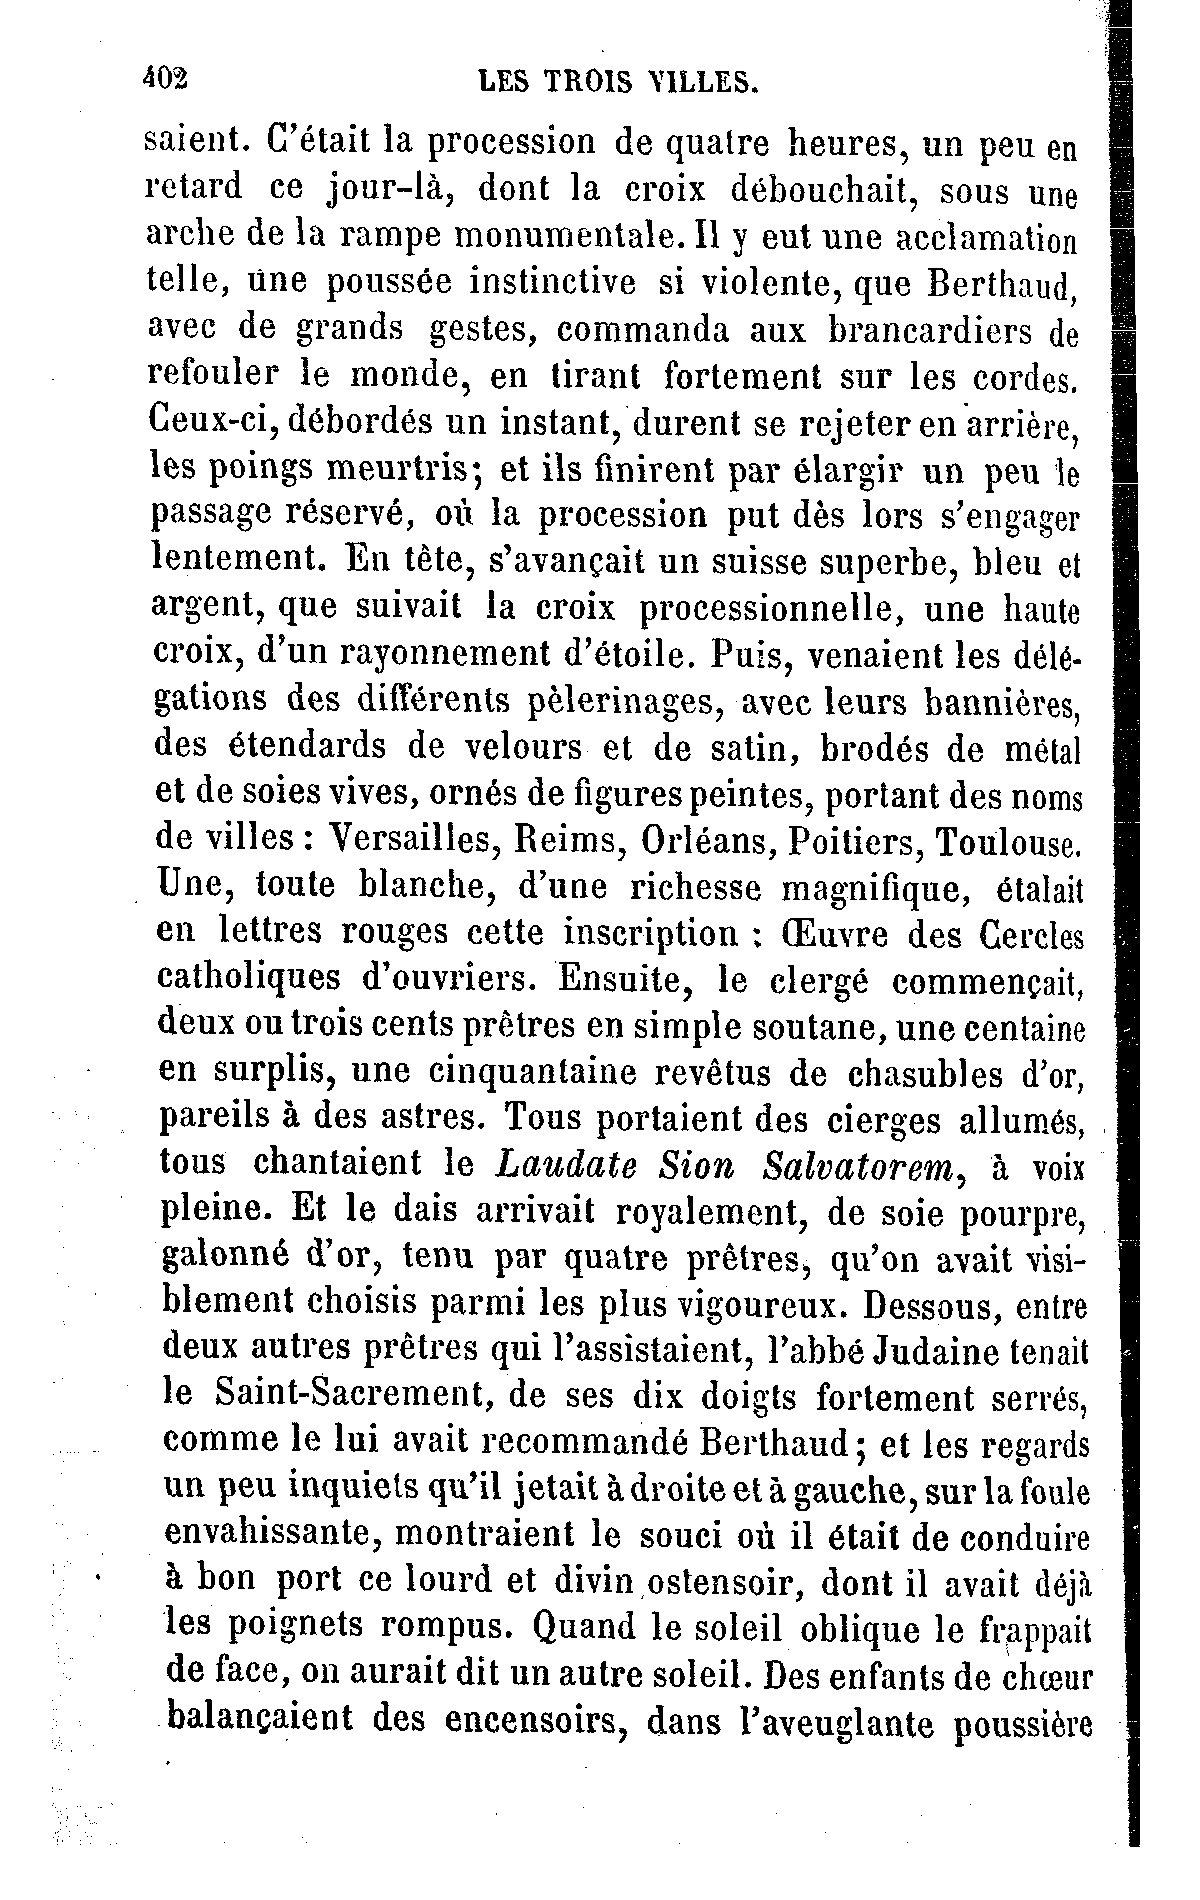 402 LES TROIS VILLES.
saient. C'était la procession de quatre heures, un peu en
retard ce jour-là, dont la croix débouchait, sous une
arche de la rampe monumentale. Il y eut une acclamation
telle, une poussée instinctive si violente, que Berthaud,
avec de grands gestes, commanda aux brancardiers de
refouler le monde, en tirant fortement sur les cordes.
Ceux-ci, débordés un instant, durent se rejeter en arrière,
les poings meurtris; et ils finirent par élargir un peu le
passage réservé, où la procession put dès lors s'engager
lentement. En tête, s'avançait un suisse superbe, bleu et
argent, que suivait la croix processionnelle, une haute
croix, d'un rayonnement d'étoile. Puis, venaient les délé-
gations des différents pèlerinages, avec leurs bannières,
des étendards de velours et de satin, brodés de métal
et de soies vives, ornés de figures peintes, portant des noms
de villes : Versailles, Reims, Orléans, Poitiers, Toulouse.
Une, toute blanche, d'une richesse magnifique, étalait
en lettres rouges cette inscription : Œuvre des Cercles
catholiques d'ouvriers. Ensuite, le clergé commençait,
deux ou trois cents prêtres en simple soutane, une centaine
en surplis, une cinquantaine revêtus de chasubles d'or,
pareils à des astres. Tous portaient des cierges allumés,
tous chantaient le Laudate Sion Salvatorem, à voix
pleine. Et le dais arrivait royalement, de soie pourpre,
galonné d'or, tenu par quatre prêtres, qu'on avait visi-
blement choisis parmi les plus vigoureux. Dessous, entre
deux autres prêtres qui l'assistaient, l'abbé Judaine tenait
le Saint-Sacrement, de ses dix doigts fortement serrés,
comme le lui avait recommandé Berthaud; et les regards
un peu inquiets qu'il jetait à droite et à gauche, sur la foule
envahissante, montraient le souci où il était de conduire
à bon port ce lourd et divin ostensoir, dont il avait déjà
les poignets rompus. Quand le soleil oblique le frappait
de face, on aurait dit un autre soleil. Des enfants de chœur
balançaient des encensoirs, dans l'aveuglante poussière